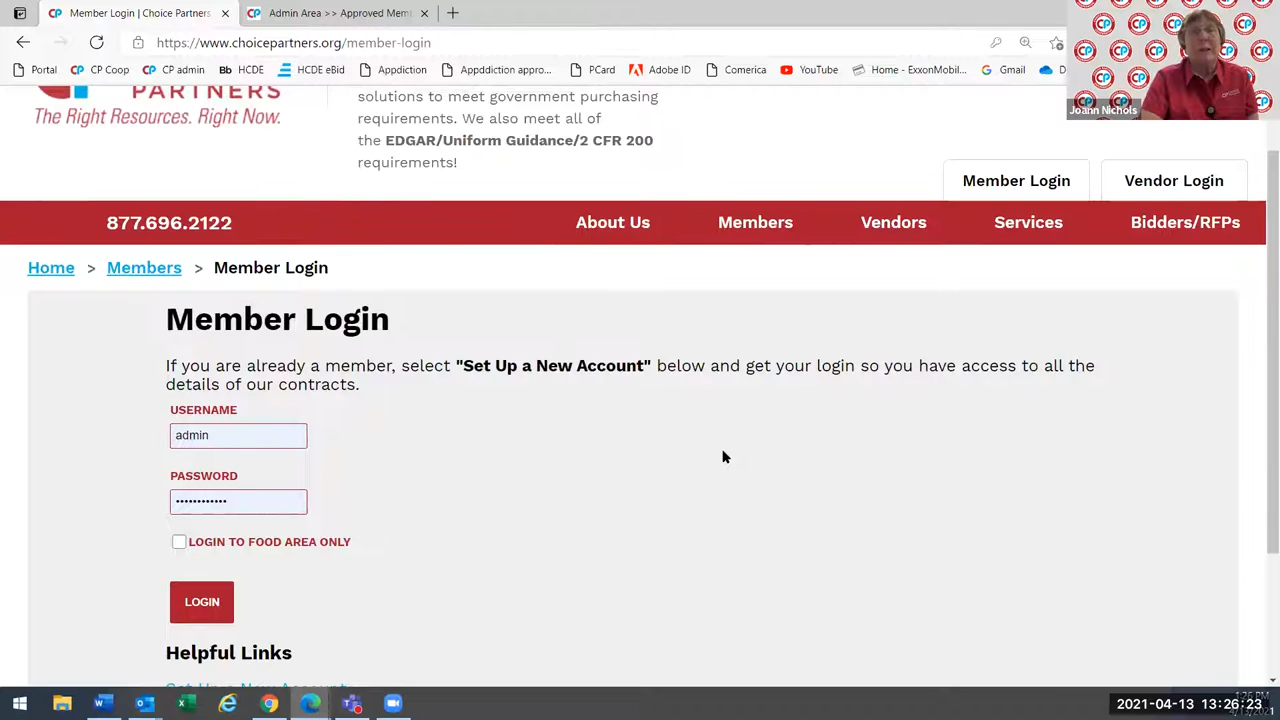 Member Login | Choice Partners
Admin Area >> Approved Mem
https://www.choicepartners.org/member-login
Portal
CP Coop
CP admin
Bb HCDE
HCDE eBid
Appdiction
Appddiction appro...
PCard
Adobe ID
Comerica
YouTube
Home - ExxonMobil...
Gmail
Joann Nichols
PARTNERS
The Right Resources. Right Now.
solutions to meet government purchasing
requirements. We also meet all of
the EDGAR/Uniform Guidance/2 CFR 200
requirements!
Member Login
Vendor Login
877.696.2122
About Us
Members
Vendors
Services
Bidders/RFPs
Home > Members > Member Login
Member Login
If you are already a member, select "Set Up a New Account" below and get your login so you have access to all the
details of our contracts.
USERNAME
admin
PASSWORD
LOGIN TO FOOD AREA ONLY
LOGIN
Helpful Links
Set Up a New Account
2021-04-13 13:26:23